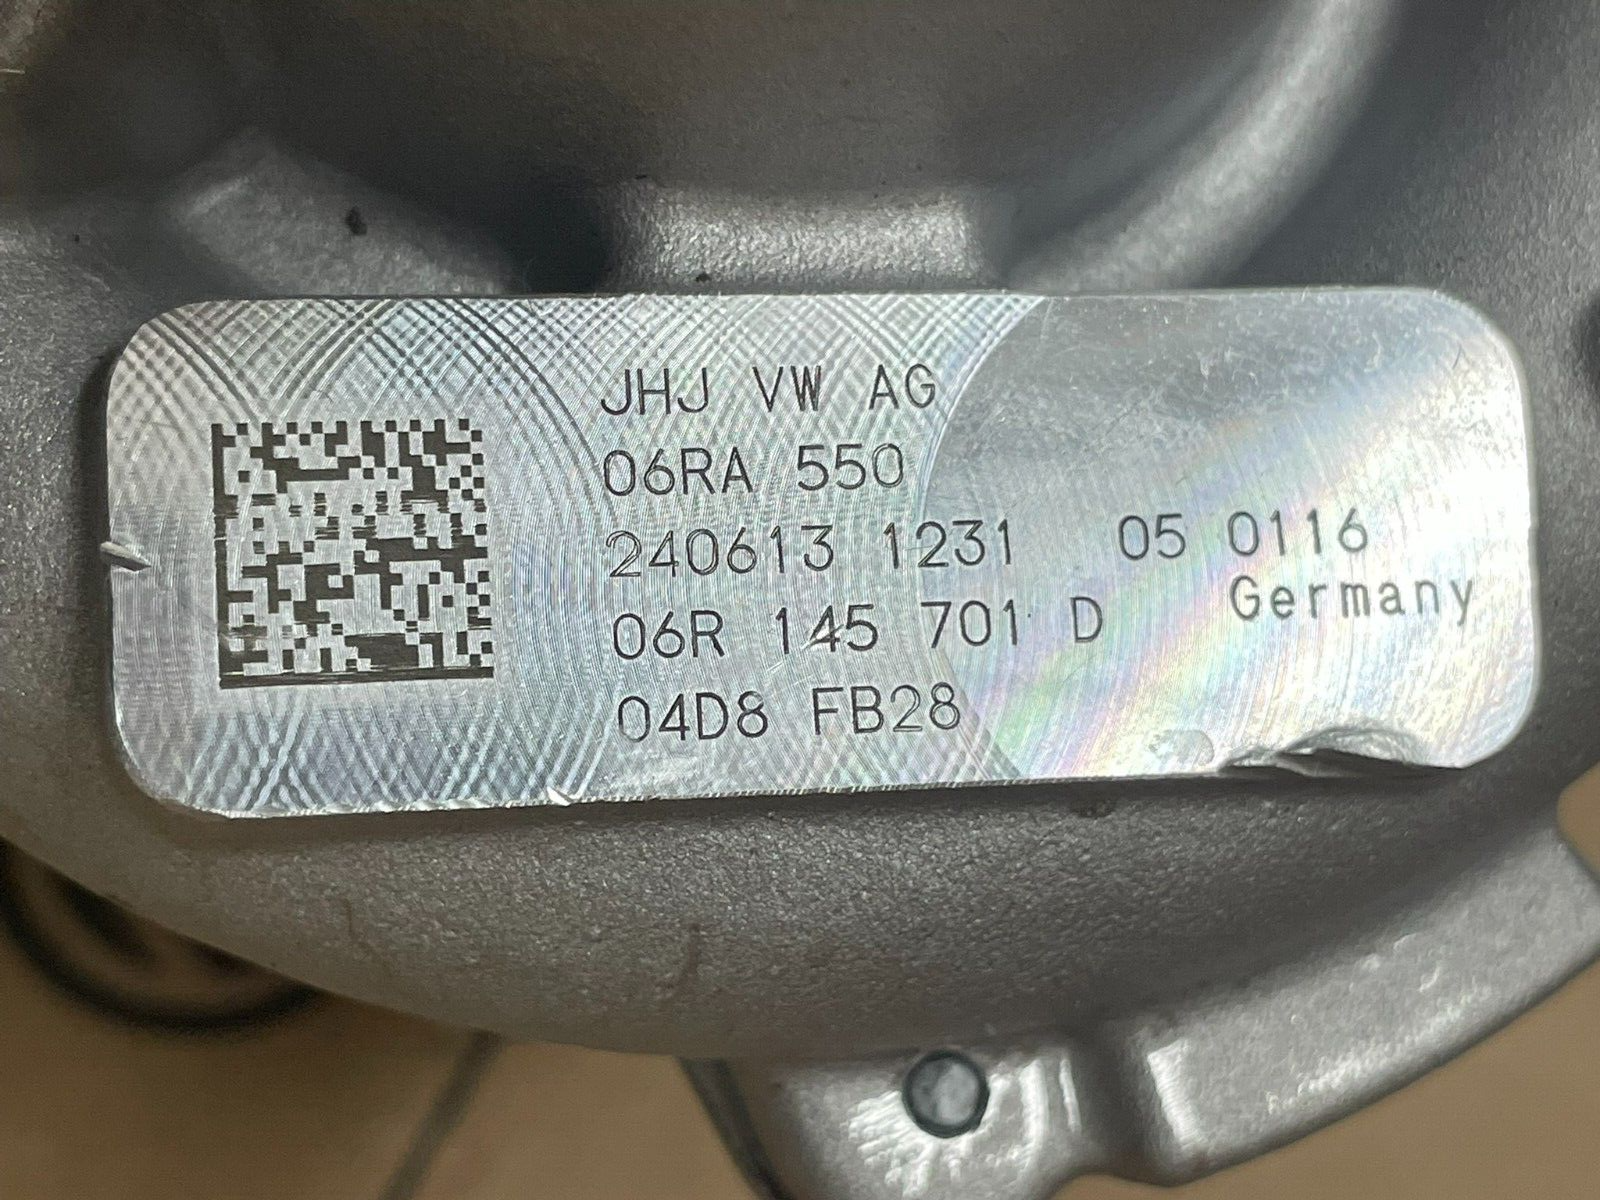 JHJ VW AG
06RA 550
240613 1231 05 0116
Germany
06R 145 701 D
04D8 FB28